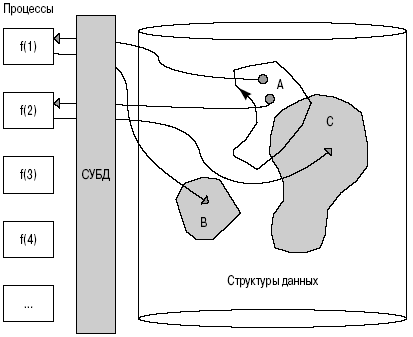 Процессы
f(1)
f(2)
f(3)
f(4)
...
СУБД
A
C
B
Структуры данных